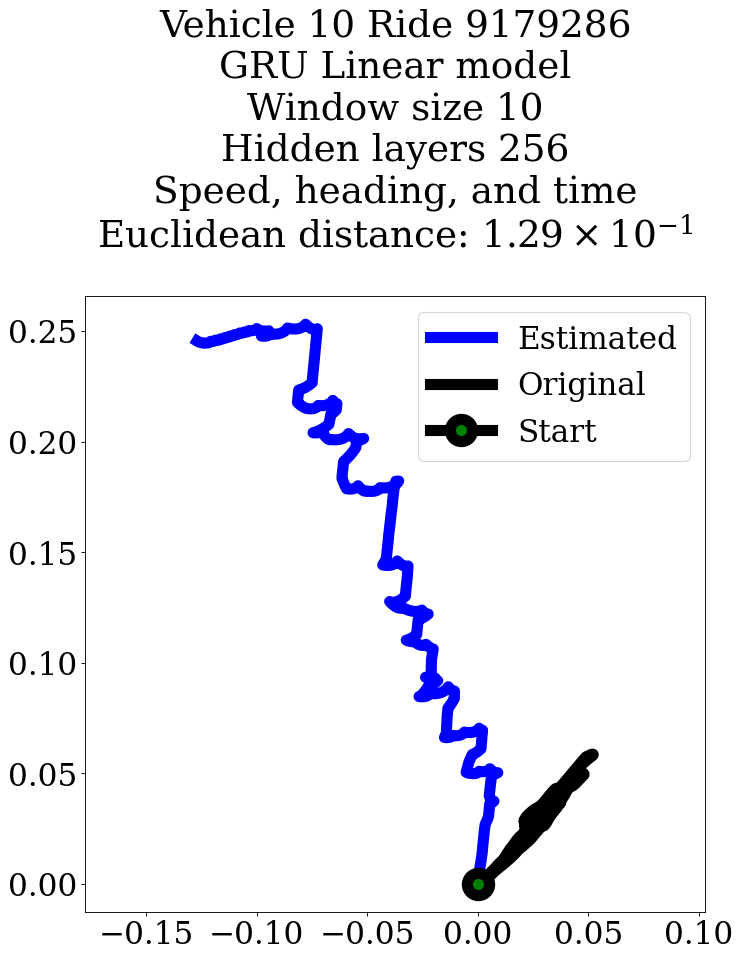 Vehicle 10 Ride 9179286
GRU Linear model
Window size 10
Hidden layers 256
Speed, heading, and time
Euclidean distance: 1.29 × 10⁻¹
Estimated
Original
Start
0.25
0.20
0.15
0.10
0.05
0.00
−0.15 −0.10 −0.05 0.00 0.05 0.10